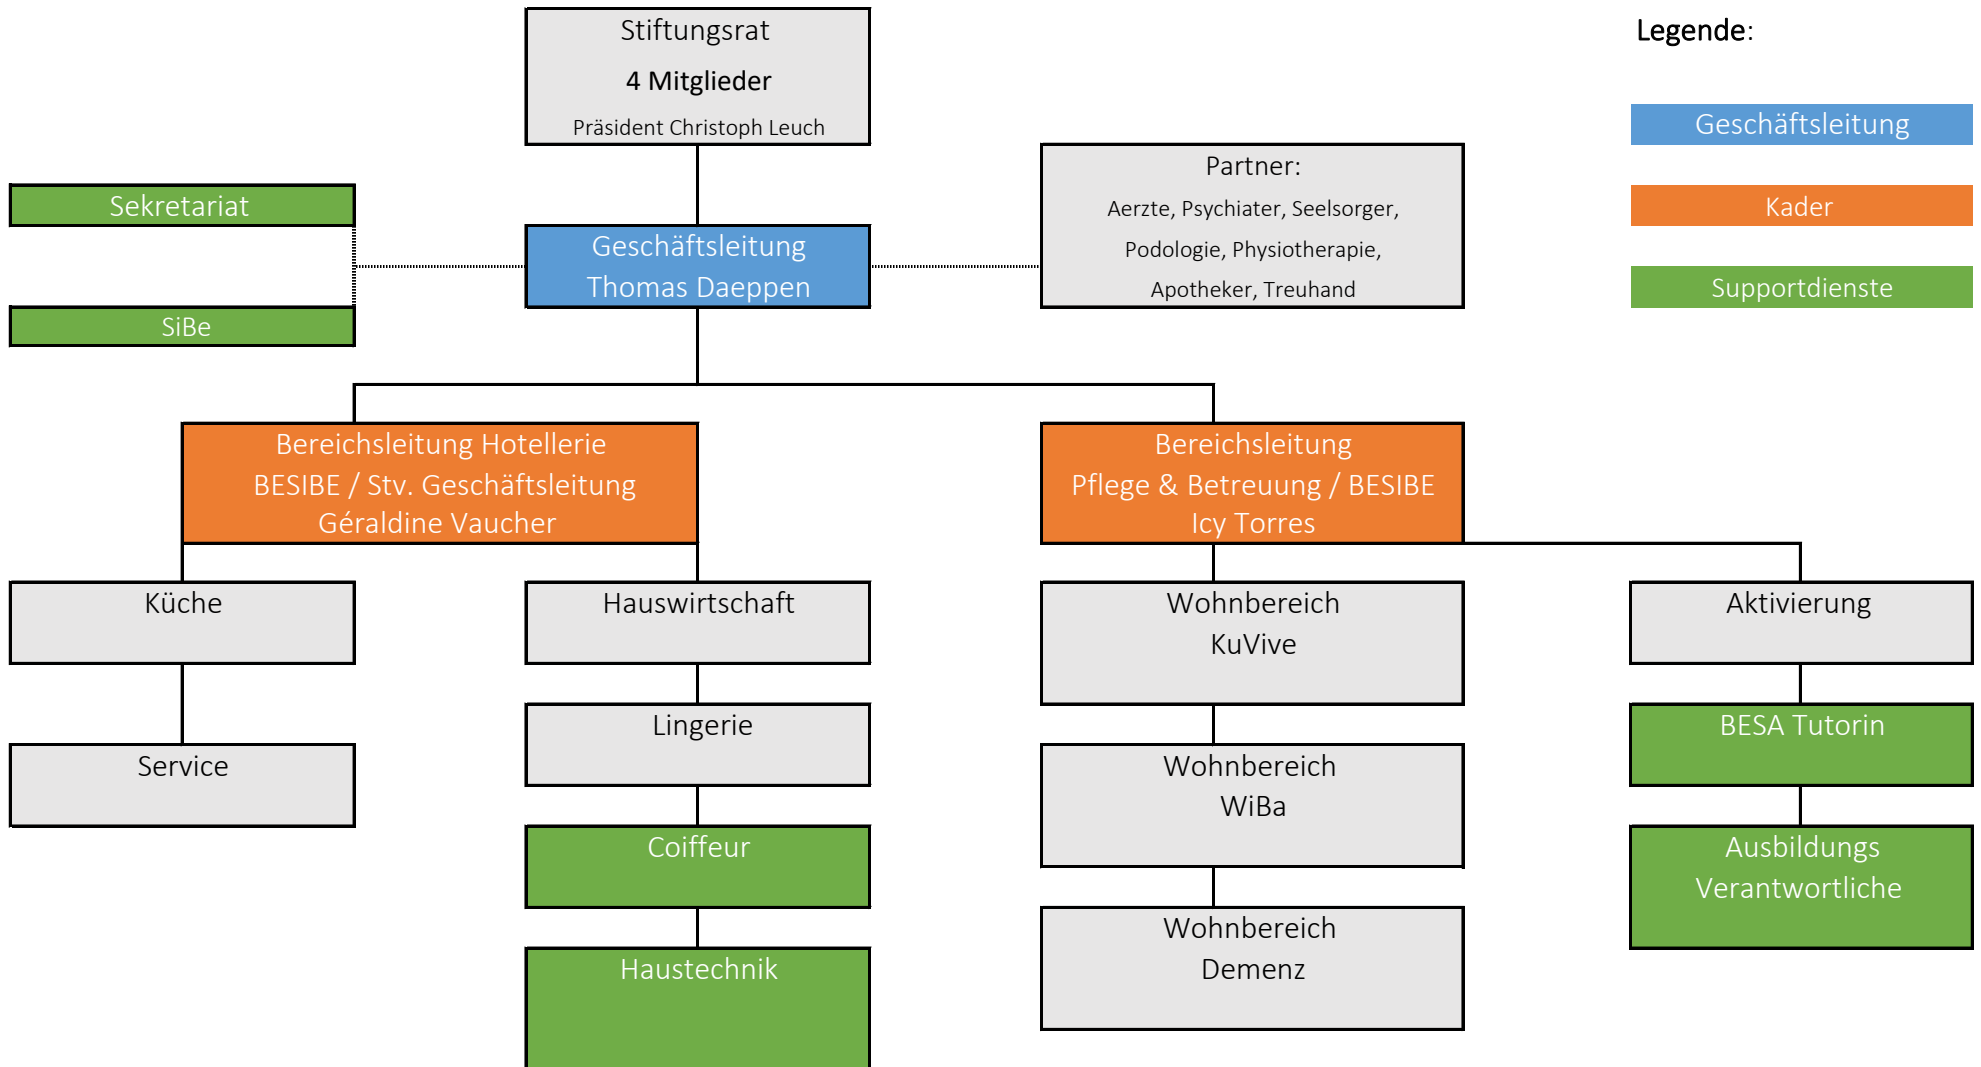 Stiftungsrat
4 Mitglieder
Präsident Christoph Leuch
Legende:
Geschäftsleitung
Kader
Supportdienste
Partner:
Aerzte, Psychiater, Seelsorger,
Podologie, Physiotherapie,
Apotheker, Treuhand
Sekretariat
SiBe
Geschäftsleitung
Thomas Daeppen
Bereichsleitung Hotellerie
BESIBE / Stv. Geschäftsleitung
Géraldine Vaucher
Bereichsleitung
Pflege & Betreuung / BESIBE
Icy Torres
Küche
Service
Hauswirtschaft
Lingerie
Coiffeur
Haustechnik
Wohnbereich
KuVive
Wohnbereich
WiBa
Wohnbereich
Demenz
Aktivierung
BESA Tutorin
Ausbildungs
Verantwortliche